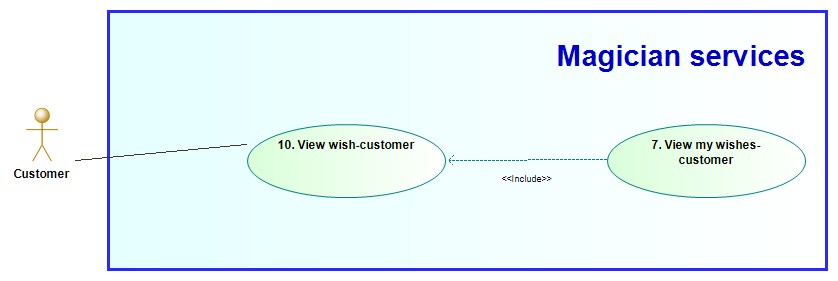 Magician services
10. View wish-customer
7. View my wishes-
customer
Customer
<<Include>>